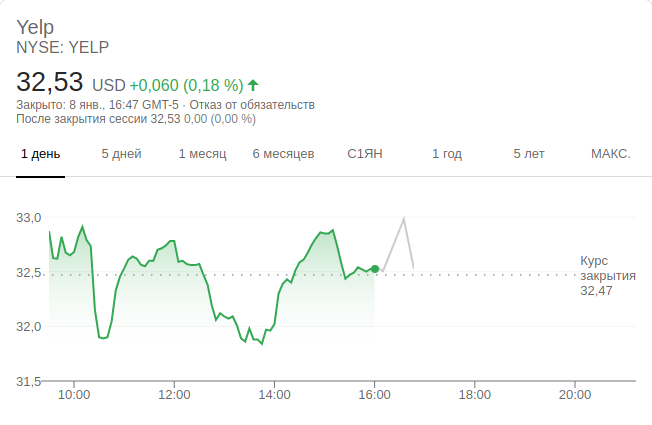 Yelp
NYSE: YELP
32,53 USD +0,060 (0,18 %)
Закрыто: 8 янв., 16:47 GMT-5 · Отказ от обязательств
После закрытия сессии 32,53 0,00 (0,00 %)
1 день 5 дней 1 месяц 6 месяцев С1ЯН 1 год 5 лет МАКС.
33,0
32,5
32,0
31,5
Курс
закрытия
32,47
10:00 12:00 14:00 16:00 18:00 20:00